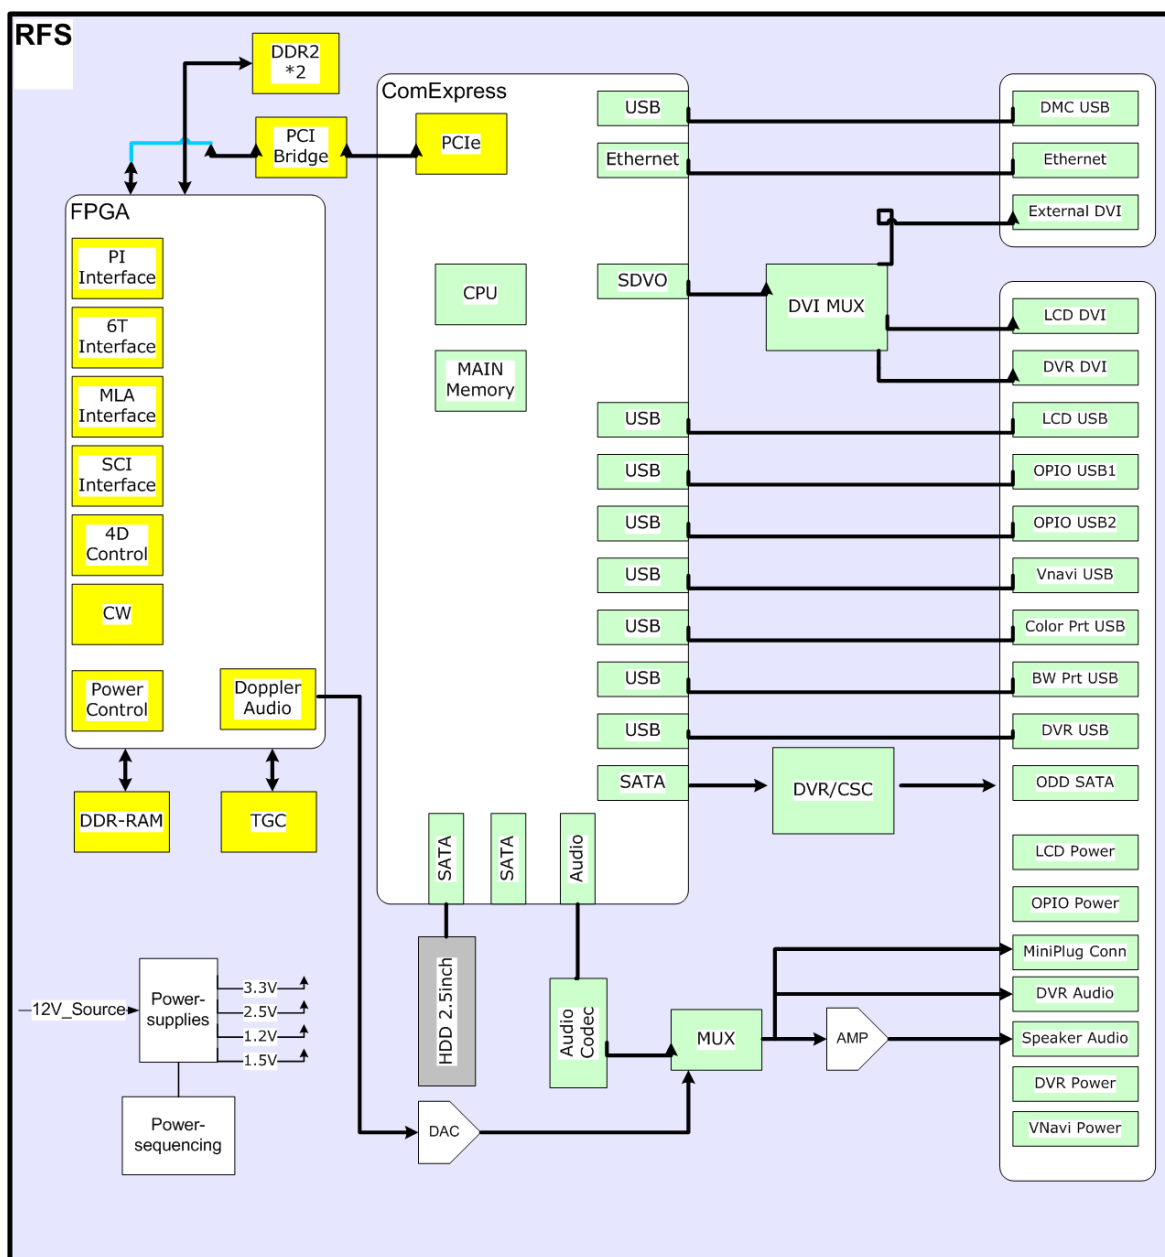 RFS
DDR2
*2
PCI
Bridge
FPGA
PI
Interface
6T
Interface
MLA
Interface
SCI
Interface
4D
Control
CW
Power
Control
Doppler
Audio
DDR-RAM
TGC
ComExpress
PCIe
CPU
MAIN
Memory
USB
Ethernet
SDVO
USB
USB
USB
USB
USB
USB
USB
SATA
SATA
SATA
Audio
DVI MUX
DVR/CSC
DMC USB
Ethernet
External DVI
LCD DVI
DVR DVI
LCD USB
OPIO USB1
OPIO USB2
Vnavi USB
Color Prt USB
BW Prt USB
DVR USB
ODD SATA
LCD Power
OPIO Power
MiniPlug Conn
DVR Audio
Speaker Audio
DVR Power
VNavi Power
HDD 2.5inch
Audio
Codec
MUX
AMP
DAC
12V_Source
Power-
supplies
3.3V
2.5V
1.2V
1.5V
Power-
sequencing